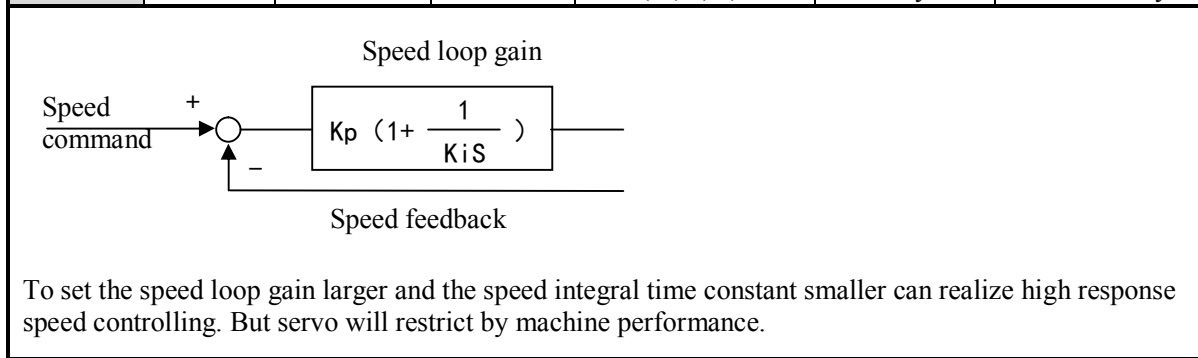 Speed loop gain
Speed
command
+
Kp (1+ 1
KiS )
−
Speed feedback
To set the speed loop gain larger and the speed integral time constant smaller can realize high response
speed controlling. But servo will restrict by machine performance.